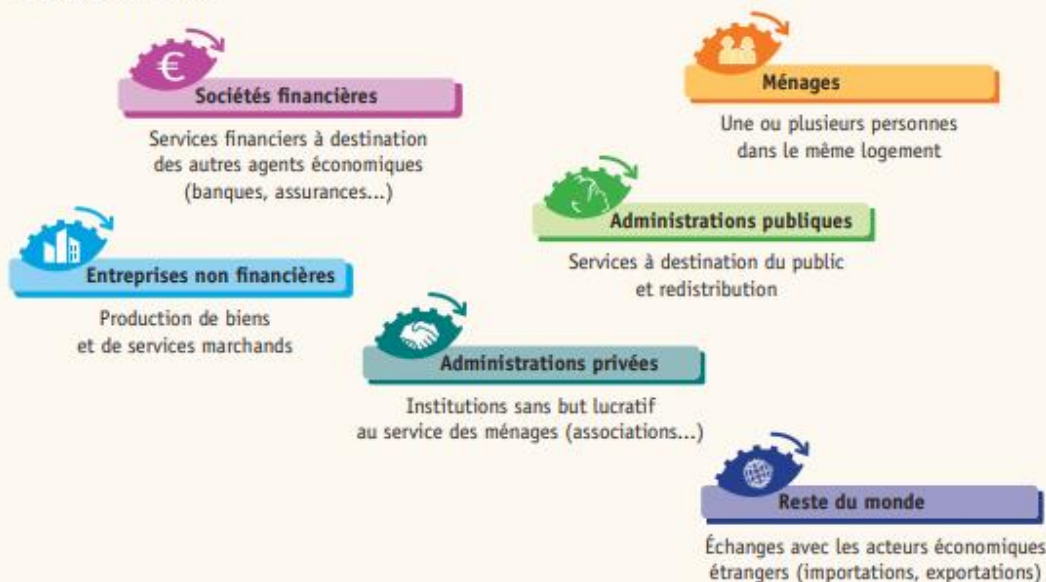 €
Sociétés financières
Services financiers à destination
des autres agents économiques
(banques, assurances...)
Ménages
Une ou plusieurs personnes
dans le même logement
Administrations publiques
Services à destination du public
et redistribution
Entreprises non financières
Production de biens
et de services marchands
Administrations privées
Institutions sans but lucratif
au service des ménages (associations...)
Reste du monde
Échanges avec les acteurs économiques
étrangers (importations, exportations)